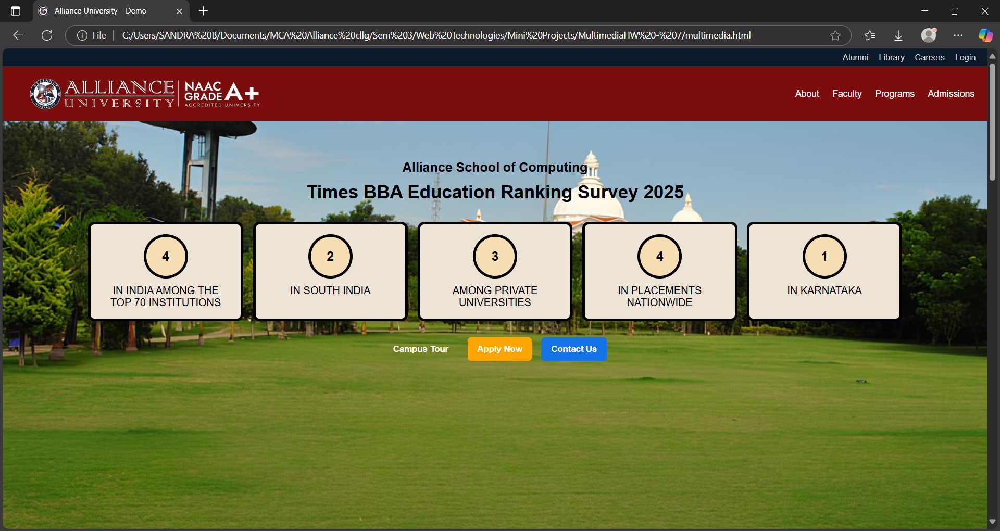 Alliance University – Demo
File
C:/Users/SANDRA%20B/Documents/MCA%20Alliance%20cllg/Sem%203/Web%20Technologies/Mini%20Projects/MultimediaHW%20-%207/multimedia.html
Alumni Library Careers Login
ALLIANCE UNIVERSITY
ALLIANCE
UNIVERSITY
NAAC
GRADE A+
ACCREDITED UNIVERSITY
About Faculty Programs Admissions
Alliance School of Computing
Times BBA Education Ranking Survey 2025
4
IN INDIA AMONG THE
TOP 70 INSTITUTIONS
2
IN SOUTH INDIA
3
AMONG PRIVATE
UNIVERSITIES
4
IN PLACEMENTS
NATIONWIDE
1
IN KARNATAKA
Campus Tour Apply Now Contact Us